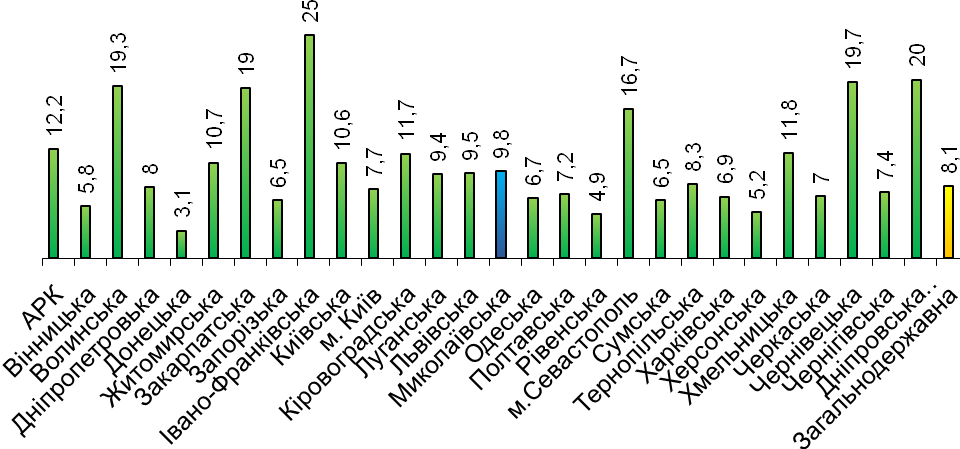 12,2
5,8
19,3
8
3,1
10,7
19
6,5
25
10,6
7,7
11,7
9,4
9,5
9,8
6,7
7,2
4,9
16,7
6,5
8,3
6,9
5,2
11,8
7
19,7
7,4
20
8,1
АРК
Вінницька
Волинська
Дніпропетровська
Донецька
Житомирська
Закарпатська
Запорізька
Івано-Франківська
Київська
м. Київ
Кіровоградська
Луганська
Львівська
Миколаївська
Одеська
Полтавська
Рівенська
м.Севастополь
Сумська
Тернопільська
Харківська
Херсонська
Хмельницька
Черкаська
Чернівецька
Чернігівська
Дніпровська...
Загальнодержавна